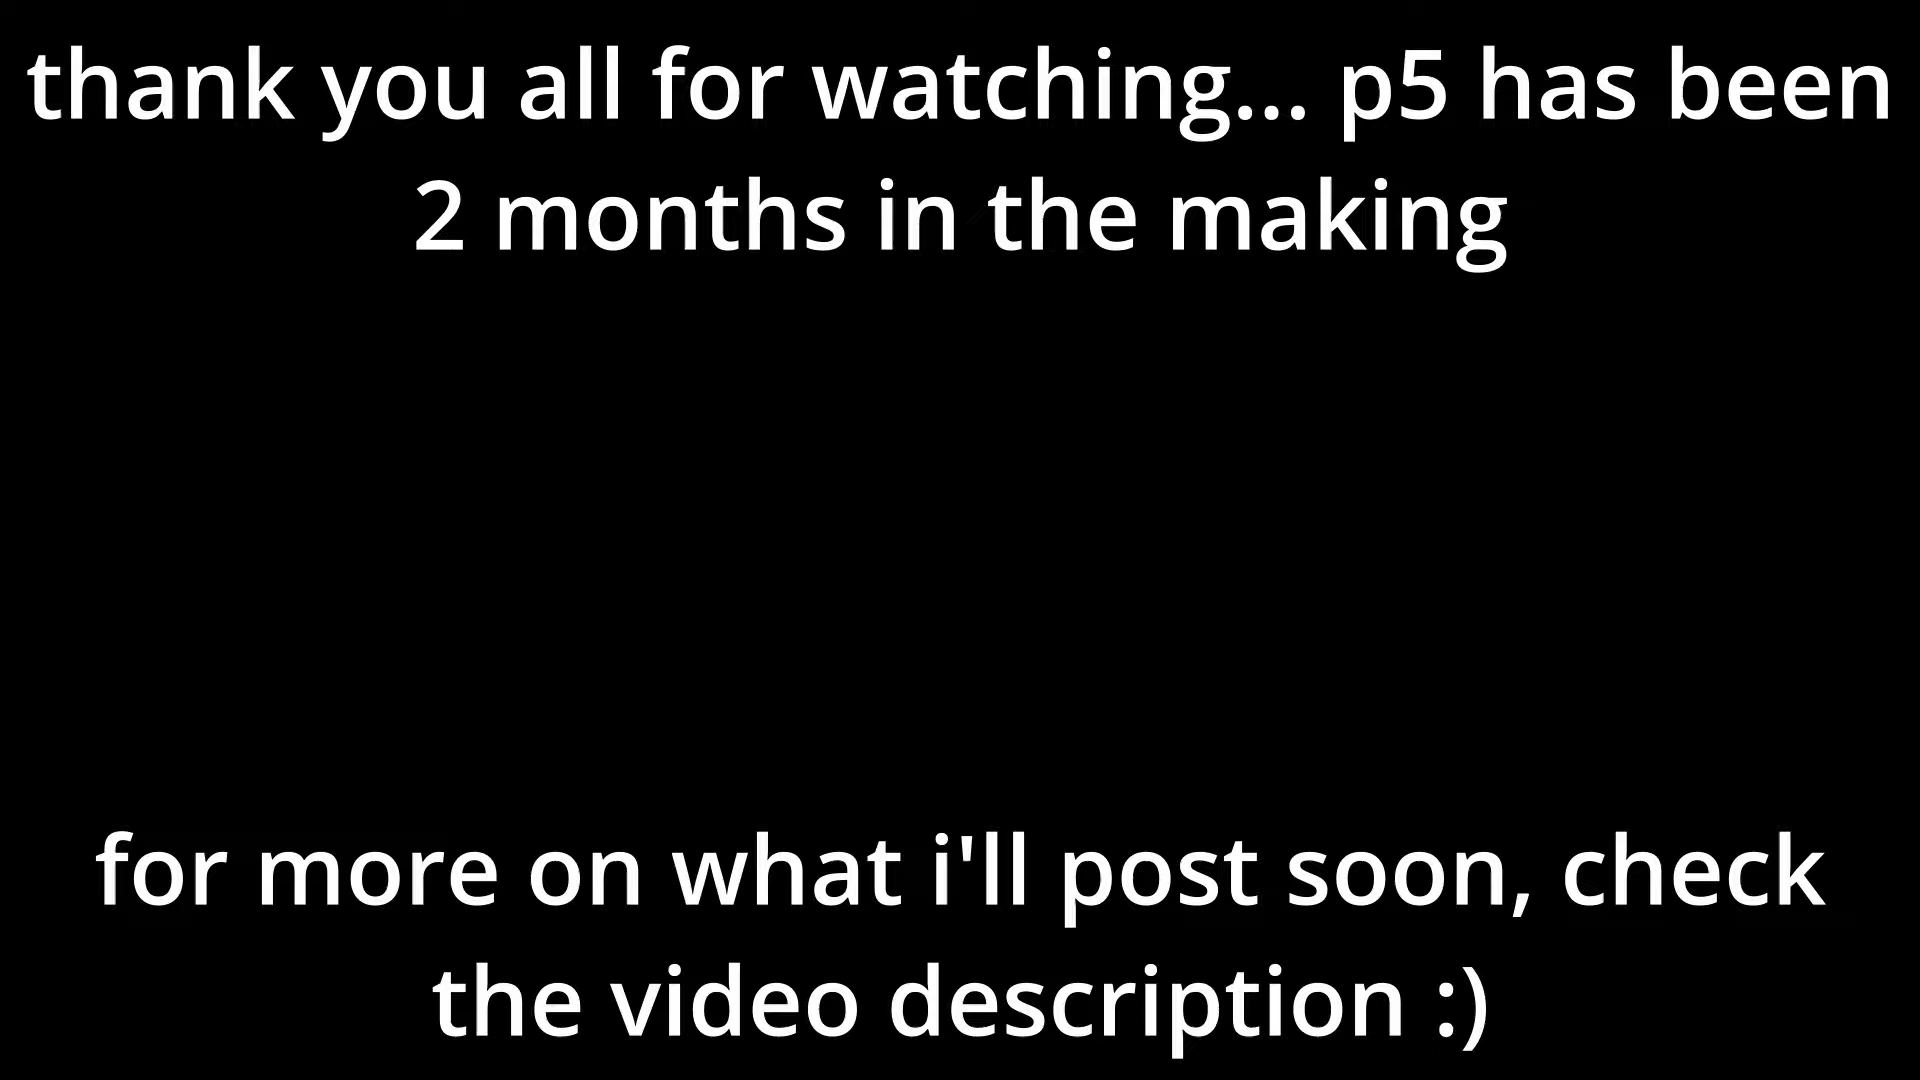 thank you all for watching... p5 has been
2 months in the making
for more on what i'll post soon, check
the video description :)